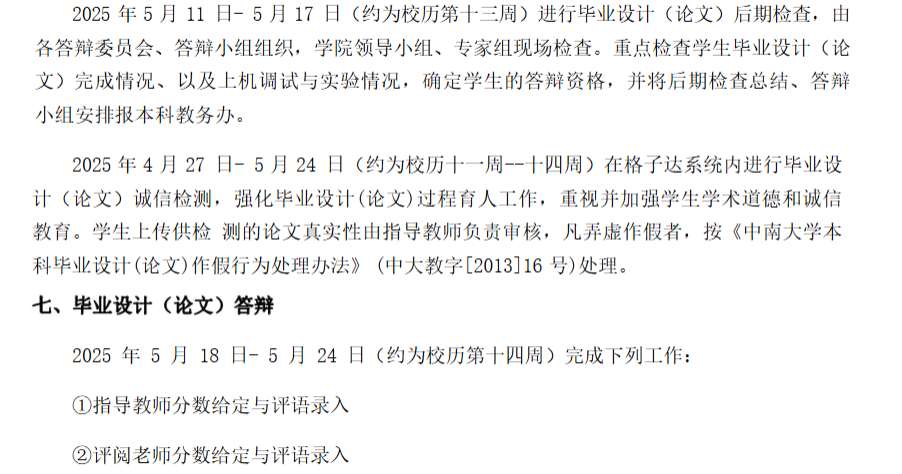 2025 年 5 月 11 日- 5 月 17 日（约为校历第十三周）进行毕业设计（论文）后期检查，由
各答辩委员会、答辩小组组织，学院领导小组、专家组现场检查。重点检查学生毕业设计（论
文）完成情况、以及上机调试与实验情况，确定学生的答辩资格，并将后期检查总结、答辩
小组安排报本科教务办。
2025 年 4 月 27 日- 5 月 24 日（约为校历十一周--十四周）在格子达系统内进行毕业设
计（论文）诚信检测，强化毕业设计(论文)过程育人工作，重视并加强学生学术道德和诚信
教育。学生上传供检 测的论文真实性由指导教师负责审核，凡弄虚作假者，按《中南大学本
科毕业设计(论文)作假行为处理办法》 (中大教字[2013]16 号)处理。
七、毕业设计（论文）答辩
2025 年 5 月 18 日- 5 月 24 日（约为校历第十四周）完成下列工作：
①指导教师分数给定与评语录入
②评阅老师分数给定与评语录入